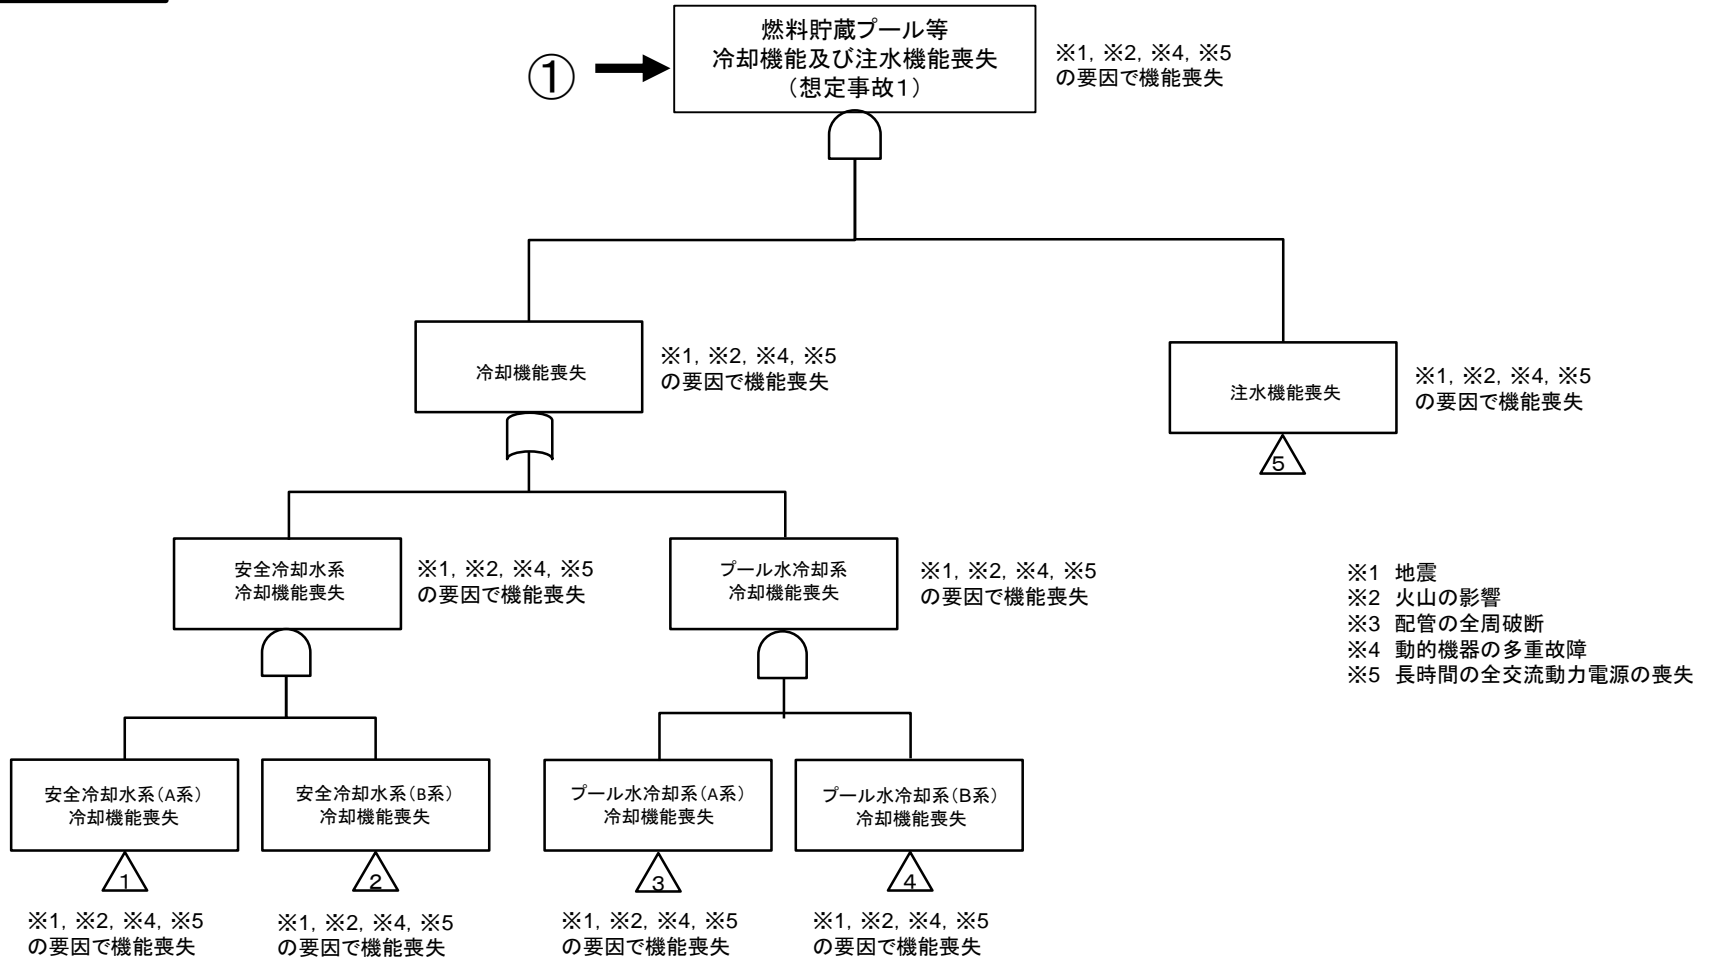 燃料貯蔵プール等
冷却機能及び注水機能喪失
（想定事故１）
※1, ※2, ※4, ※5
の要因で機能喪失
①
冷却機能喪失
※1, ※2, ※4, ※5
の要因で機能喪失
注水機能喪失
※1, ※2, ※4, ※5
の要因で機能喪失
5
安全冷却水系
冷却機能喪失
※1, ※2, ※4, ※5
の要因で機能喪失
プール水冷却系
冷却機能喪失
※1, ※2, ※4, ※5
の要因で機能喪失
※1 地震
※2 火山の影響
※3 配管の全周破断
※4 動的機器の多重故障
※5 長時間の全交流動力電源の喪失
安全冷却水系（A系）
冷却機能喪失
安全冷却水系（B系）
冷却機能喪失
プール水冷却系（A系）
冷却機能喪失
プール水冷却系（B系）
冷却機能喪失
1
2
3
4
※1, ※2, ※4, ※5
の要因で機能喪失
※1, ※2, ※4, ※5
の要因で機能喪失
※1, ※2, ※4, ※5
の要因で機能喪失
※1, ※2, ※4, ※5
の要因で機能喪失